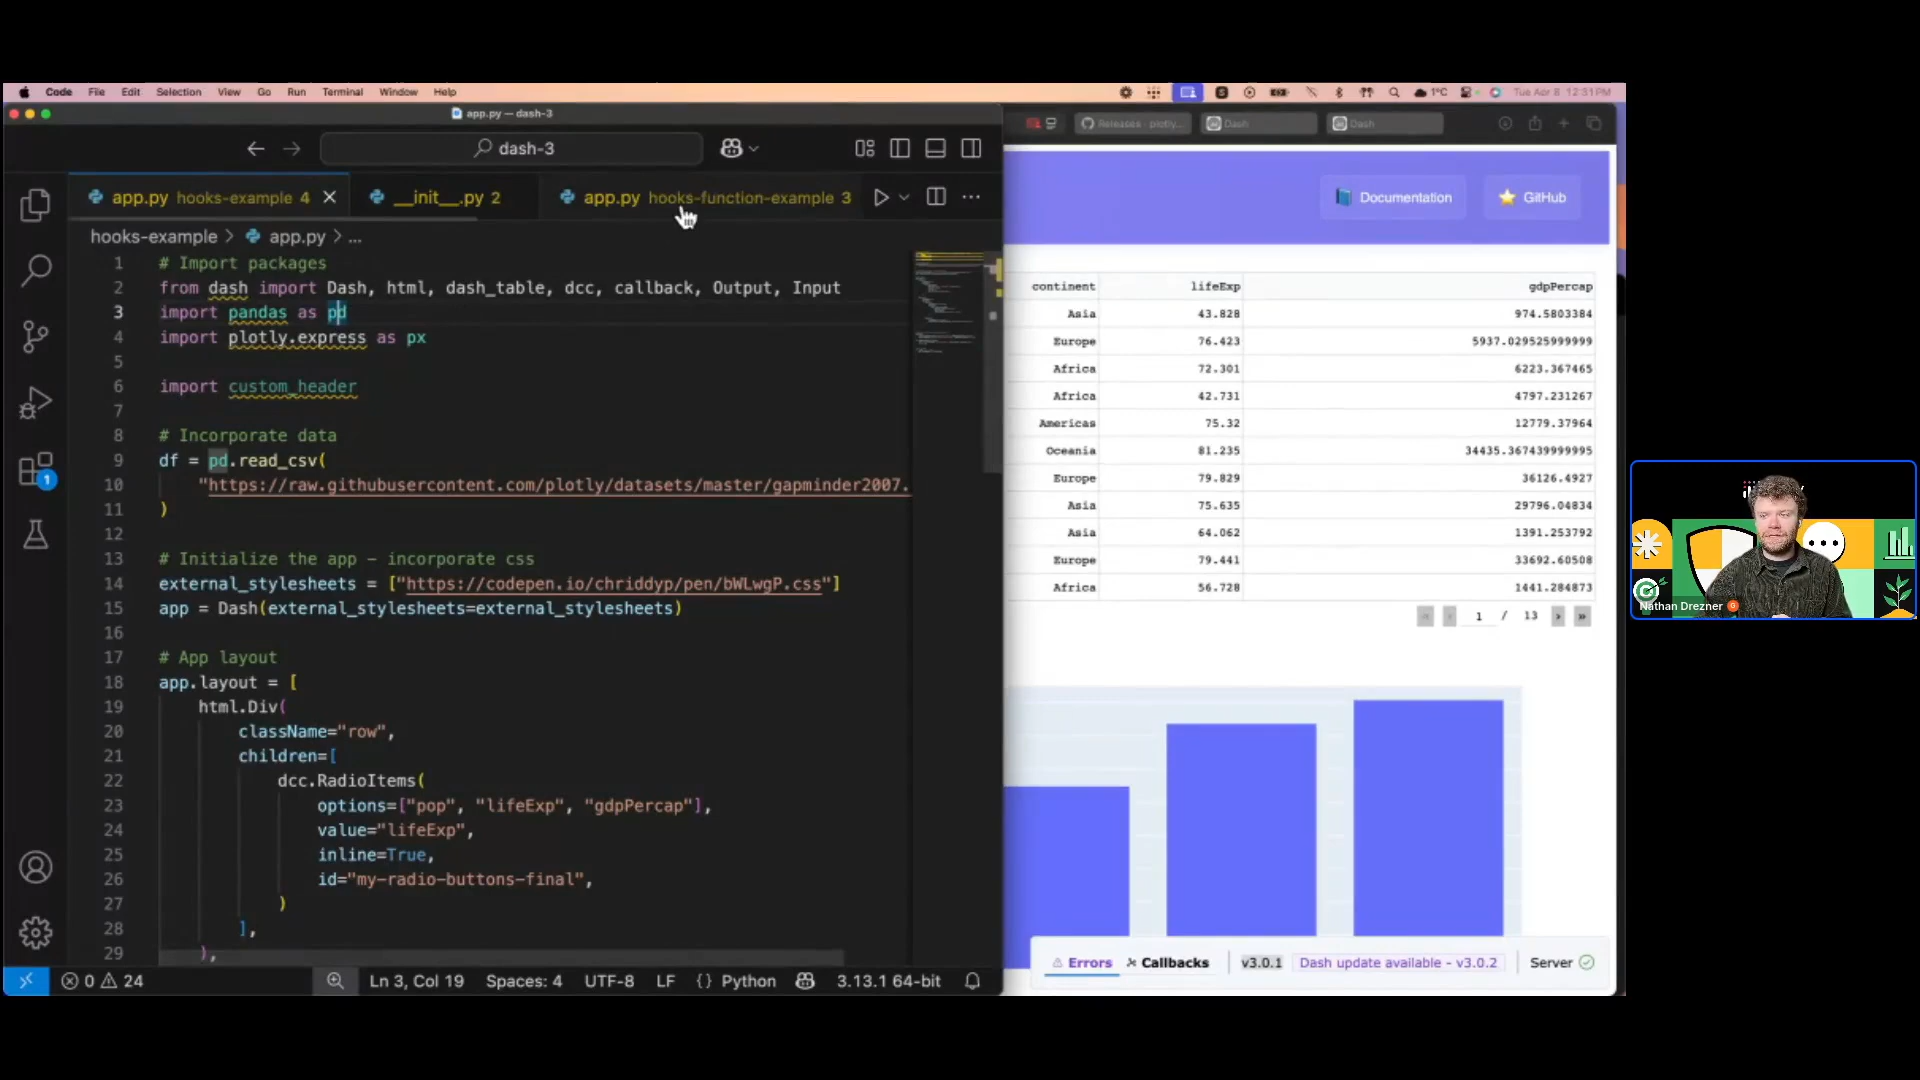 Code File Edit Selection View Go Run Terminal Window Help
1°C Tue Apr 8 12:31 PM
app.py — dash-3
dash-3
app.py hooks-example 4
__init__.py 2
app.py hooks-function-example 3
hooks-example > app.py > ...
1 # Import packages
2 from dash import Dash, html, dash_table, dcc, callback, Output, Input
3 import pandas as pd
4 import plotly.express as px
5
6 import custom_header
7
8 # Incorporate data
9 df = pd.read_csv(
10 "https://raw.githubusercontent.com/plotly/datasets/master/gapminder2007.
11 )
12
13 # Initialize the app - incorporate css
14 external_stylesheets = ["https://codepen.io/chriddyp/pen/bWLwgP.css"]
15 app = Dash(external_stylesheets=external_stylesheets)
16
17 # App layout
18 app.layout = [
19 html.Div(
20 className="row",
21 children=[
22 dcc.RadioItems(
23 options=["pop", "lifeExp", "gdpPercap"],
24 value="lifeExp",
25 inline=True,
26 id="my-radio-buttons-final",
27 )
28 ],
29 ),
0 24
Ln 3, Col 19 Spaces: 4 UTF-8 LF {} Python 3.13.1 64-bit
1
Releases · plotly...
Dash
Dash
Documentation
GitHub
continent lifeExp gdpPercap
Asia 43.828 974.5803384
Europe 76.423 5937.029525999999
Africa 72.301 6223.367465
Africa 42.731 4797.231267
Americas 75.32 12779.37964
Oceania 81.235 34435.367439999995
Europe 79.829 36126.4927
Asia 75.635 29796.04834
Asia 64.062 1391.253792
Europe 79.441 33692.60508
Africa 56.728 1441.284873
« ‹ 1 / 13 › »
Errors Callbacks v3.0.1 Dash update available - v3.0.2 Server
Nathan Drezner